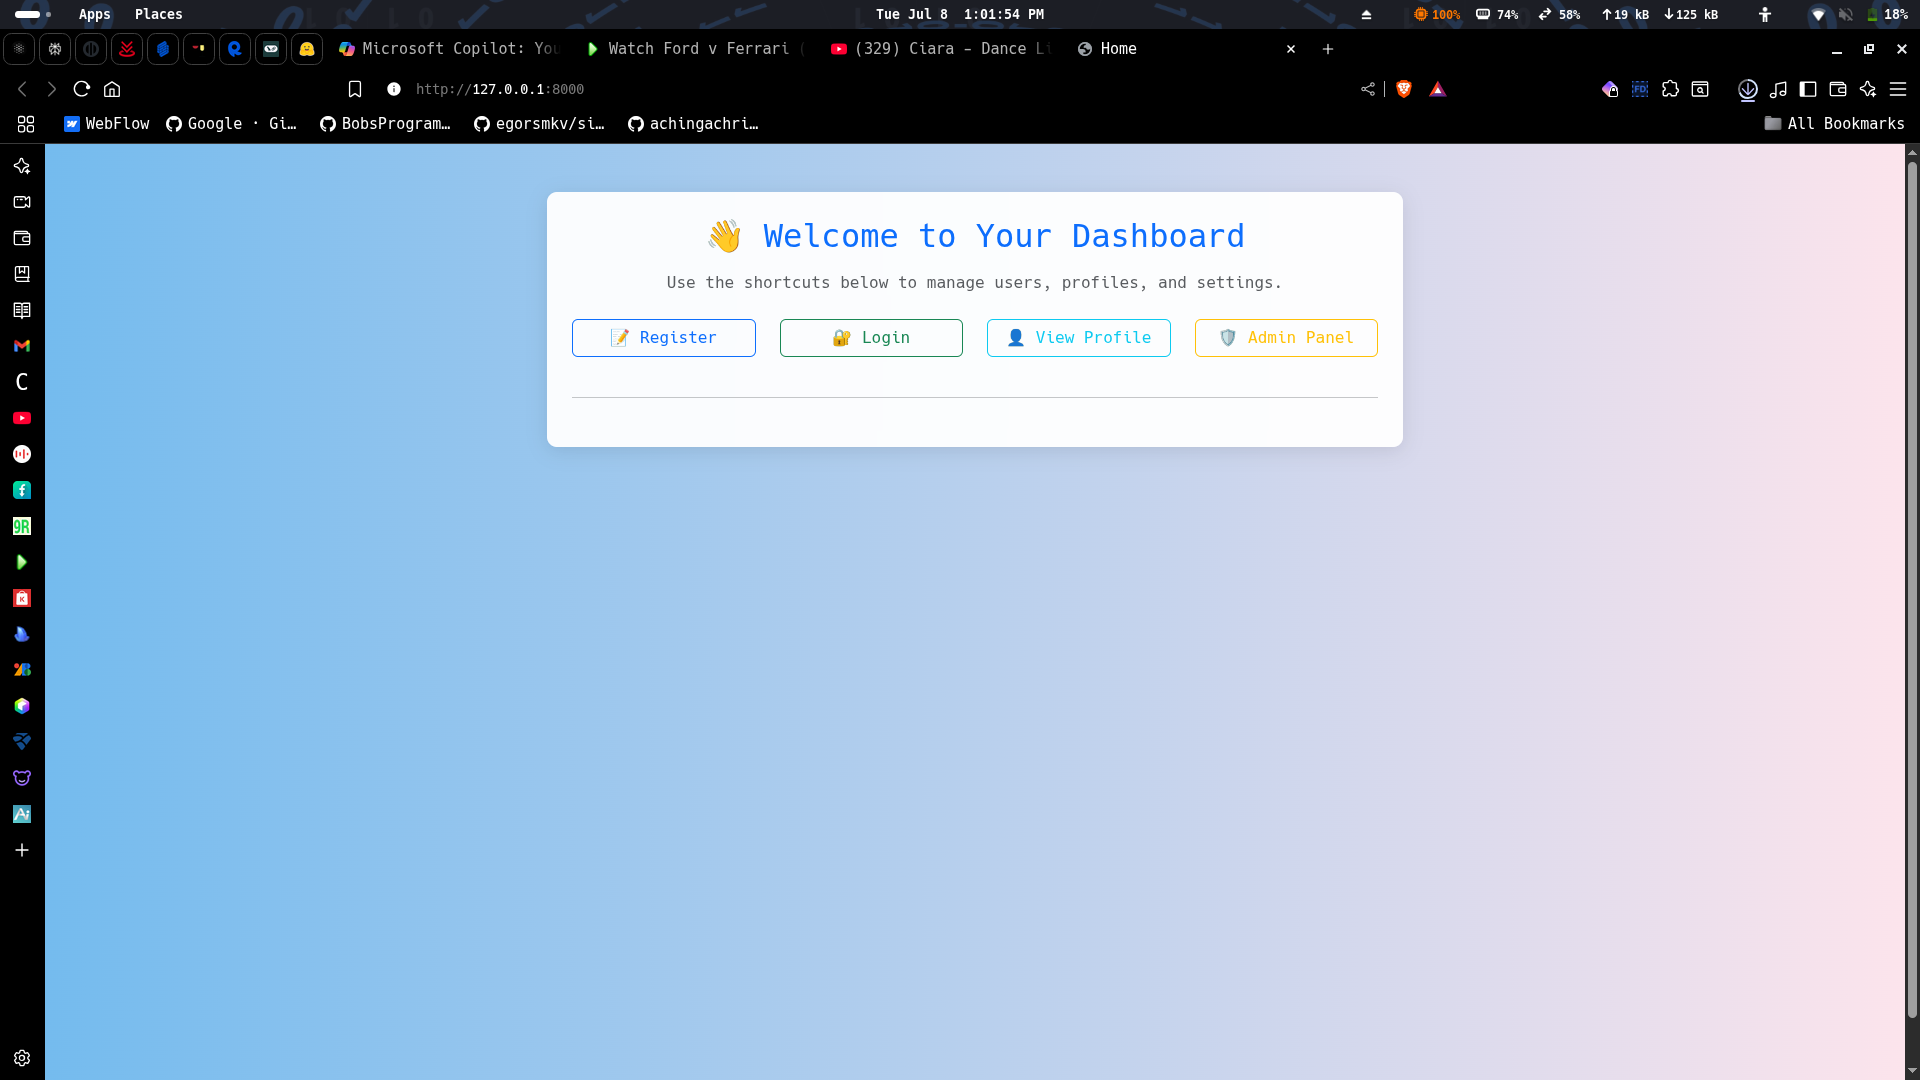 Apps Places Tue Jul 8 1:01:54 PM 100% 74% 58% ↑19 kB ↓125 kB 18%
Microsoft Copilot: You Watch Ford v Ferrari ( (329) Ciara – Dance Li Home
http://127.0.0.1:8000
WebFlow Google · Gi… BobsProgram… egorsmkv/si… achingachri… All Bookmarks
👋 Welcome to Your Dashboard
Use the shortcuts below to manage users, profiles, and settings.
📝 Register 🔐 Login 👤 View Profile 🛡️ Admin Panel
C
9R